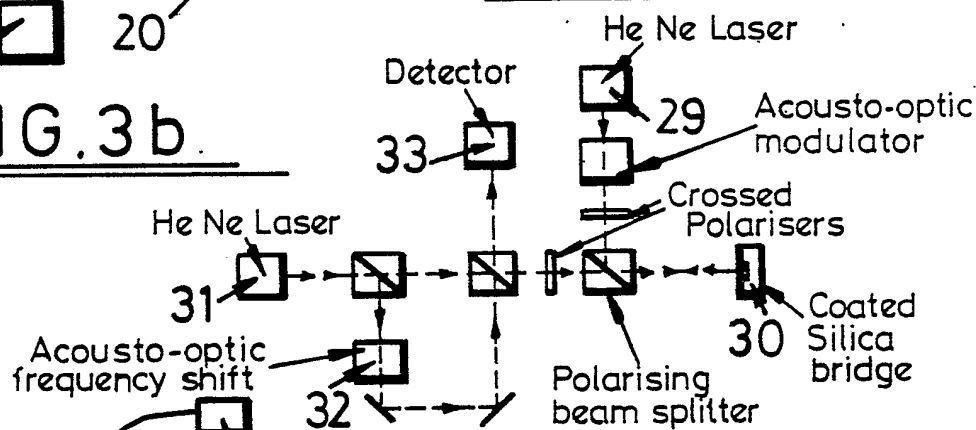 20
He Ne Laser
Detector
29
Acousto-optic
modulator
IG.3b.
33
Crossed
Polarisers
He Ne Laser
31
30
Coated
Silica
bridge
Acousto-optic
frequency shift
32
Polarising
beam splitter